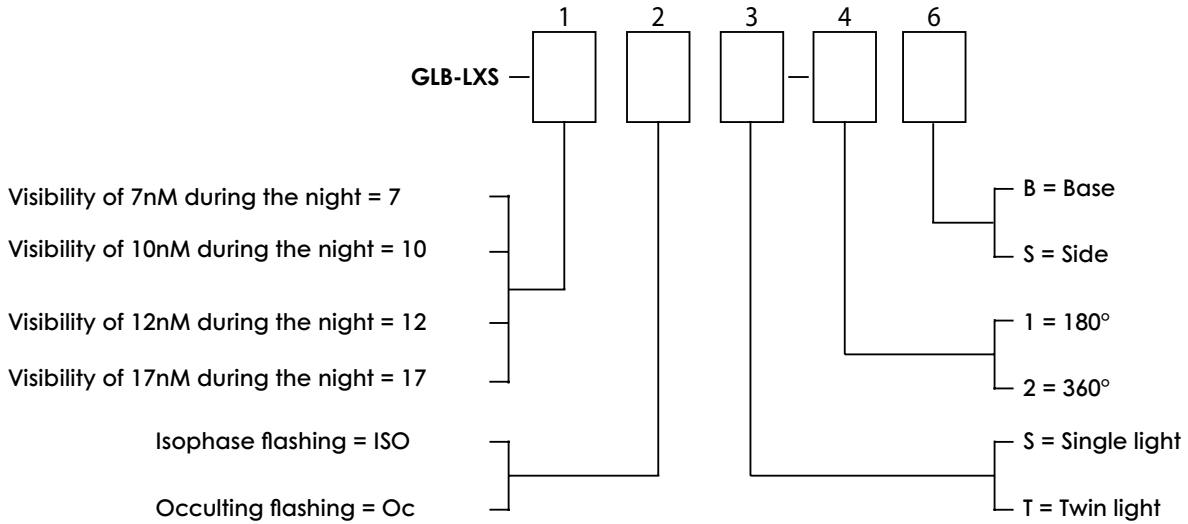 1 2 3 4 6
GLB-LXS
Visibility of 7nM during the night = 7
Visibility of 10nM during the night = 10
Visibility of 12nM during the night = 12
Visibility of 17nM during the night = 17
Isophase flashing = ISO
Occulting flashing = Oc
B = Base
S = Side
1 = 180°
2 = 360°
S = Single light
T = Twin light